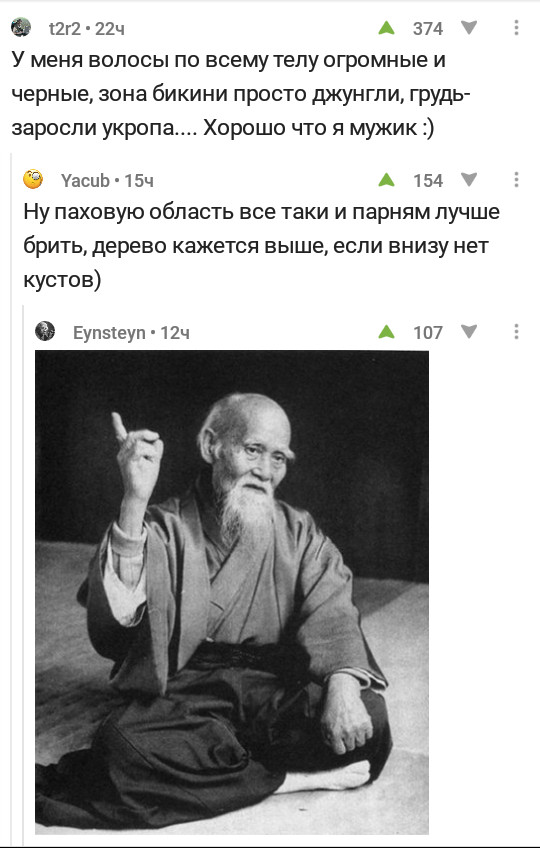 t2r2 • 22ч
374
У меня волосы по всему телу огромные и
черные, зона бикини просто джунгли, грудь-
заросли укропа.... Хорошо что я мужик :)
Yacub • 15ч
154
Ну паховую область все таки и парням лучше
брить, дерево кажется выше, если внизу нет
кустов)
Eynsteyn • 12ч
107